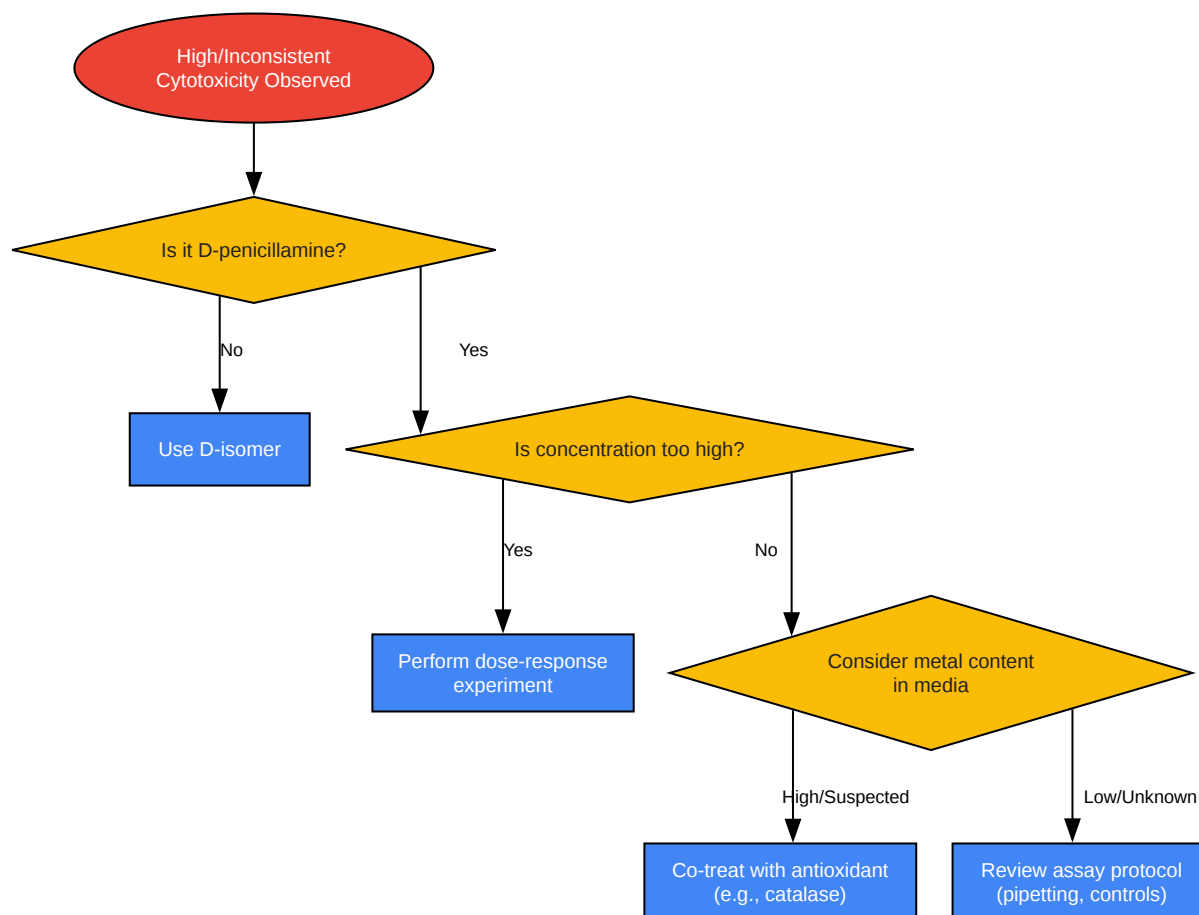 High/Inconsistent
Cytotoxicity Observed
Is it D-penicillamine?
No
Yes
Use D-isomer
Is concentration too high?
Yes
No
Perform dose-response
experiment
Consider metal content
in media
High/Suspected
Low/Unknown
Co-treat with antioxidant
(e.g., catalase)
Review assay protocol
(pipetting, controls)